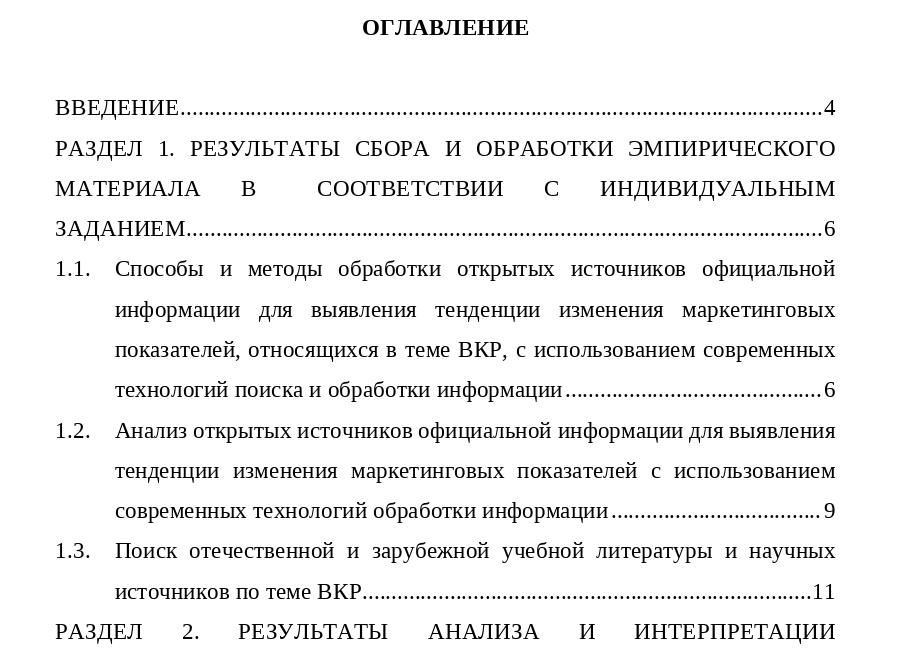 ОГЛАВЛЕНИЕ
ВВЕДЕНИЕ.............................................................................................................4
РАЗДЕЛ 1. РЕЗУЛЬТАТЫ СБОРА И ОБРАБОТКИ ЭМПИРИЧЕСКОГО
МАТЕРИАЛА В СООТВЕТСТВИИ С ИНДИВИДУАЛЬНЫМ
ЗАДАНИЕМ............................................................................................................6
1.1. Способы и методы обработки открытых источников официальной
информации для выявления тенденции изменения маркетинговых
показателей, относящихся в теме ВКР, с использованием современных
технологий поиска и обработки информации............................................6
1.2. Анализ открытых источников официальной информации для выявления
тенденции изменения маркетинговых показателей с использованием
современных технологий обработки информации....................................9
1.3. Поиск отечественной и зарубежной учебной литературы и научных
источников по теме ВКР............................................................................11
РАЗДЕЛ 2. РЕЗУЛЬТАТЫ АНАЛИЗА И ИНТЕРПРЕТАЦИИ